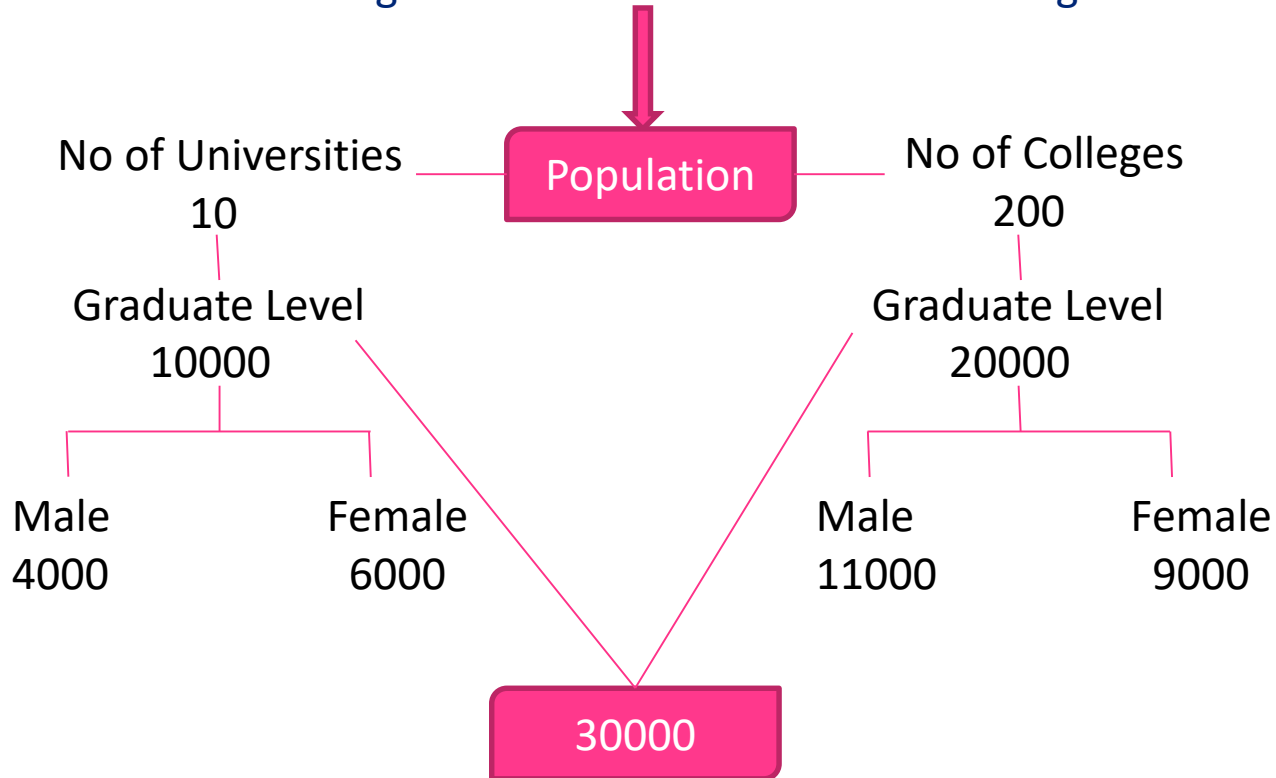 Population
No of Universities
10
No of Colleges
200
Graduate Level
10000
Graduate Level
20000
Male
4000
Female
6000
Male
11000
Female
9000
30000